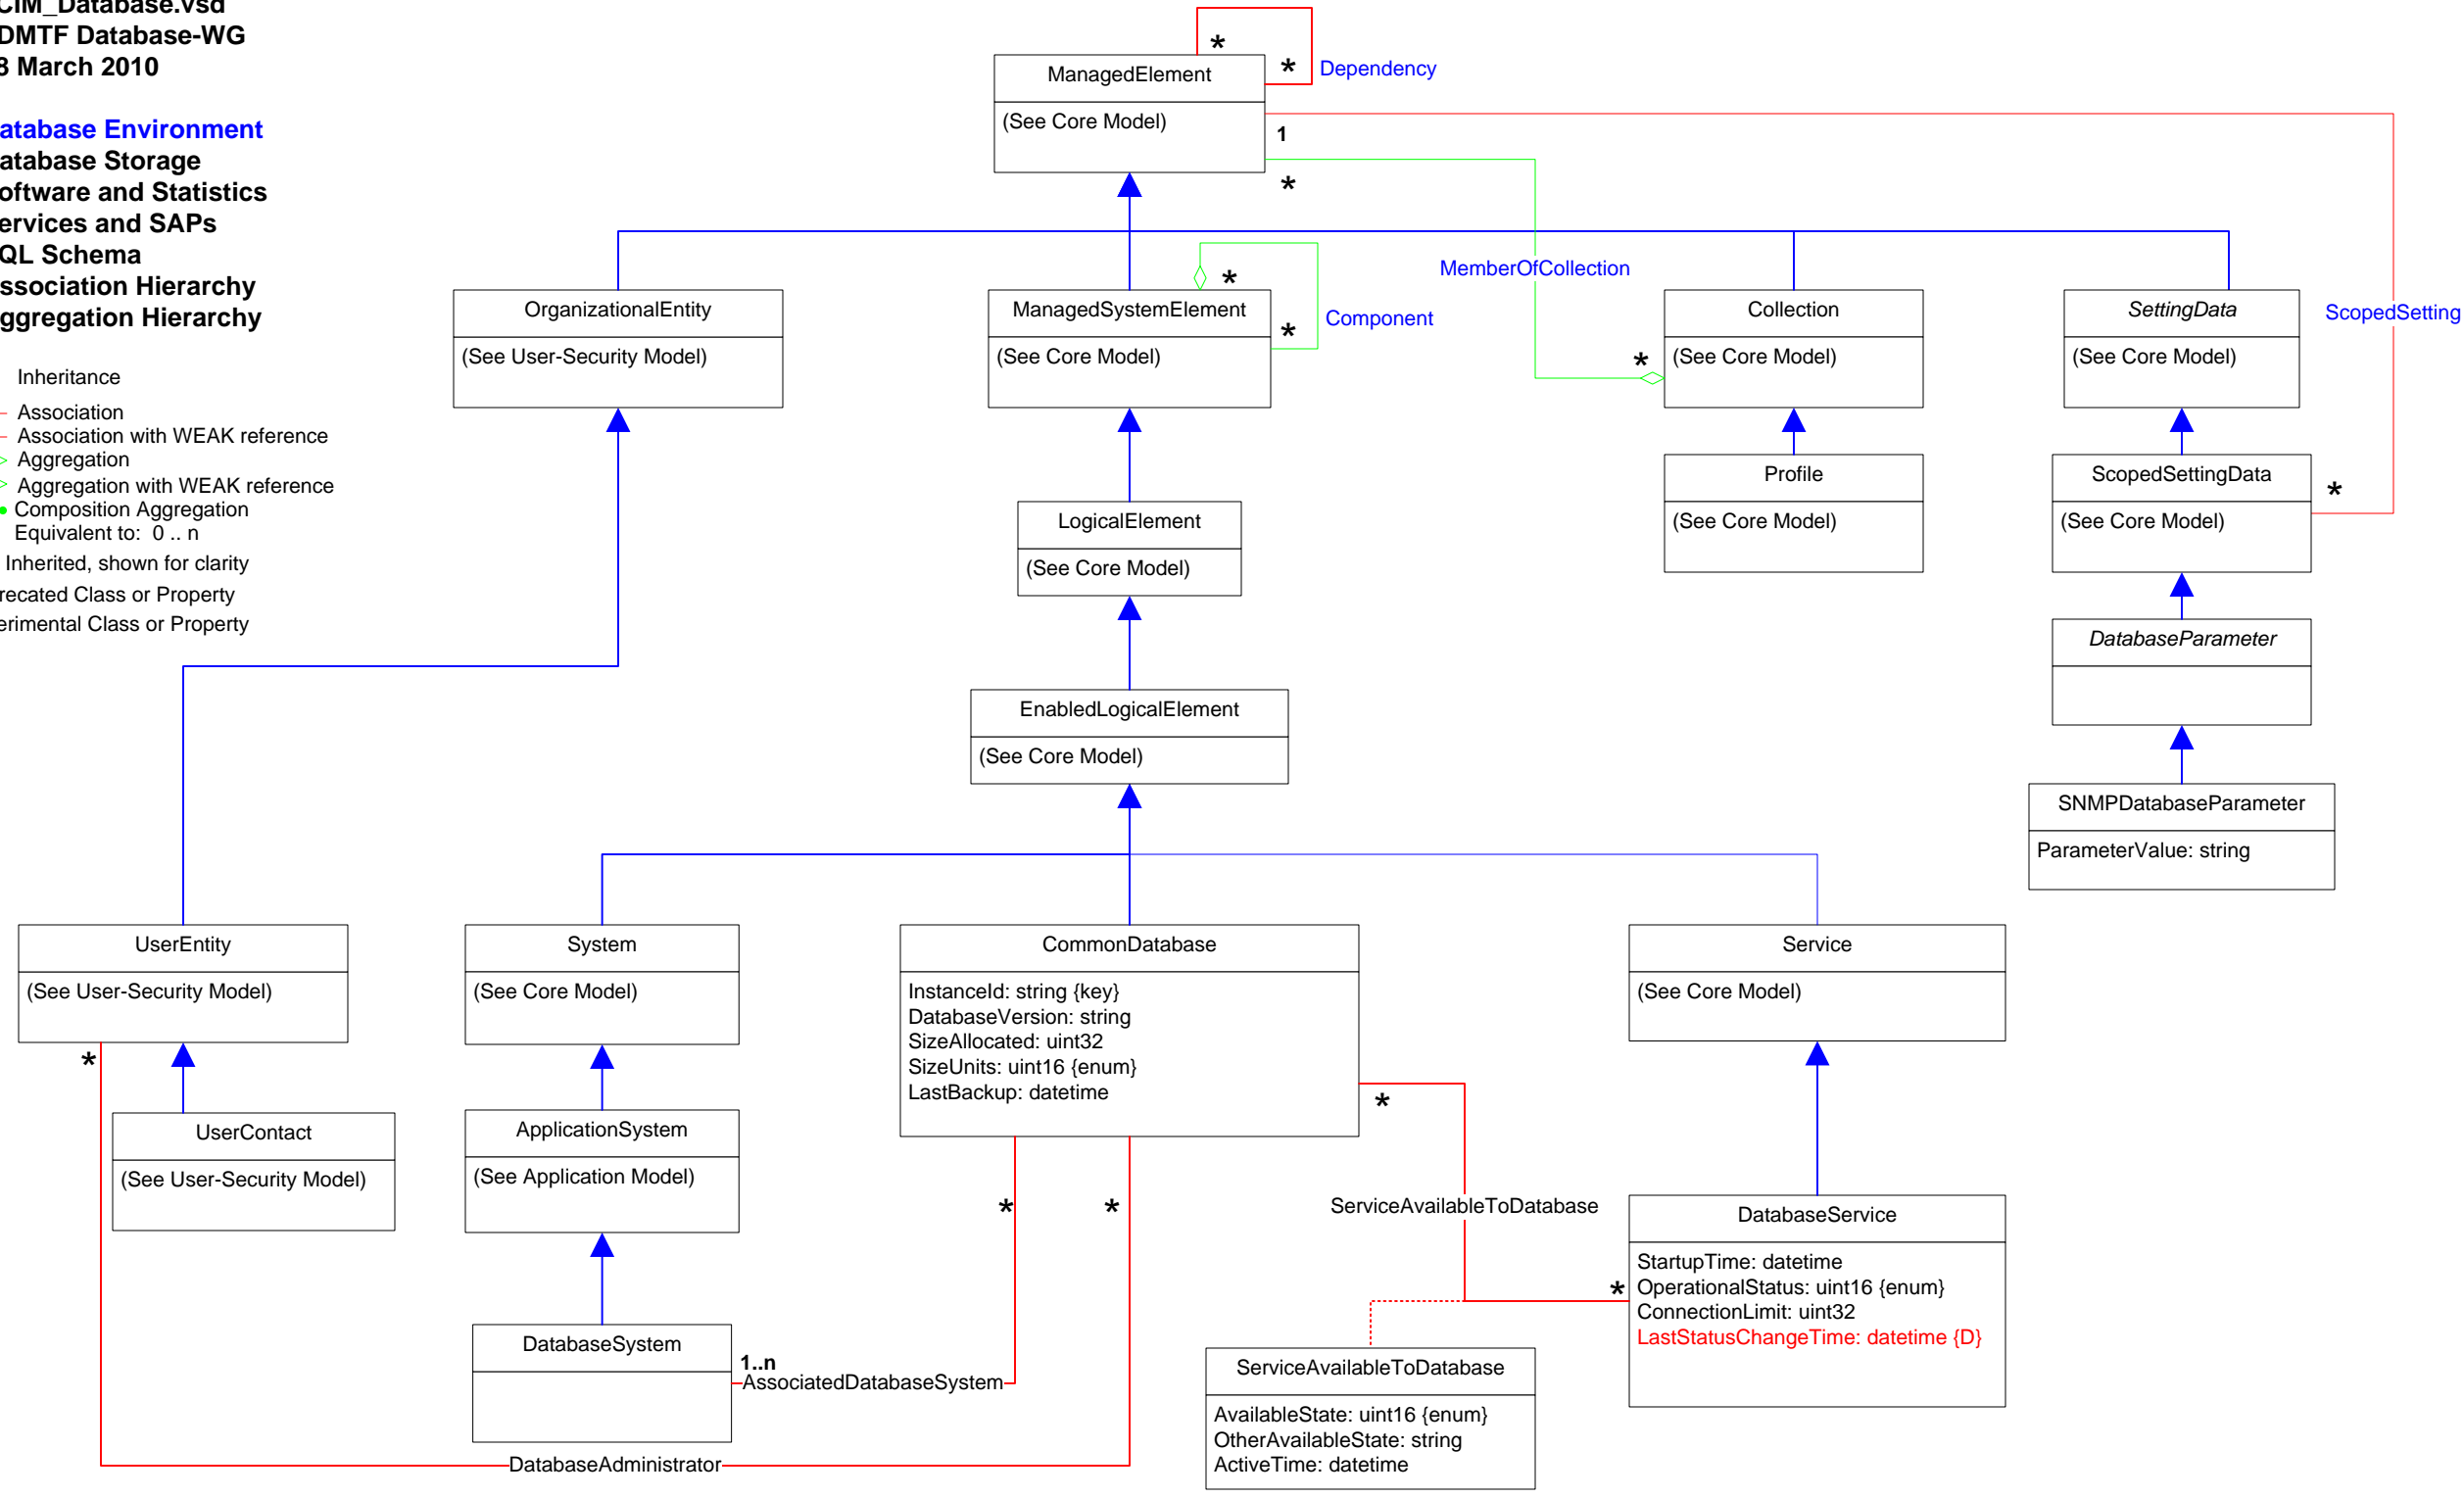 CIM_Database.vsd
DMTF Database-WG
8 March 2010
atabase Environment
atabase Storage
oftware and Statistics
ervices and SAPs
QL Schema
ssociation Hierarchy
ggregation Hierarchy
Inheritance
Association
Association with WEAK reference
Aggregation
Aggregation with WEAK reference
Composition Aggregation
Equivalent to: 0 .. n
Inherited, shown for clarity
recated Class or Property
erimental Class or Property
*
ManagedElement
(See Core Model)
*
Dependency
1
*
OrganizationalEntity
(See User-Security Model)
ManagedSystemElement
(See Core Model)
*
*
Component
MemberOfCollection
*
Collection
(See Core Model)
SettingData
(See Core Model)
ScopedSetting
LogicalElement
(See Core Model)
Profile
(See Core Model)
ScopedSettingData
(See Core Model)
*
DatabaseParameter
EnabledLogicalElement
(See Core Model)
SNMPDatabaseParameter
ParameterValue: string
UserEntity
(See User-Security Model)
*
System
(See Core Model)
CommonDatabase
InstanceId: string {key}
DatabaseVersion: string
SizeAllocated: uint32
SizeUnits: uint16 {enum}
LastBackup: datetime
*
Service
(See Core Model)
UserContact
(See User-Security Model)
ApplicationSystem
(See Application Model)
*
*
ServiceAvailableToDatabase
DatabaseService
StartupTime: datetime
OperationalStatus: uint16 {enum}
ConnectionLimit: uint32
LastStatusChangeTime: datetime {D}
*
DatabaseSystem
1..n
AssociatedDatabaseSystem
ServiceAvailableToDatabase
AvailableState: uint16 {enum}
OtherAvailableState: string
ActiveTime: datetime
DatabaseAdministrator